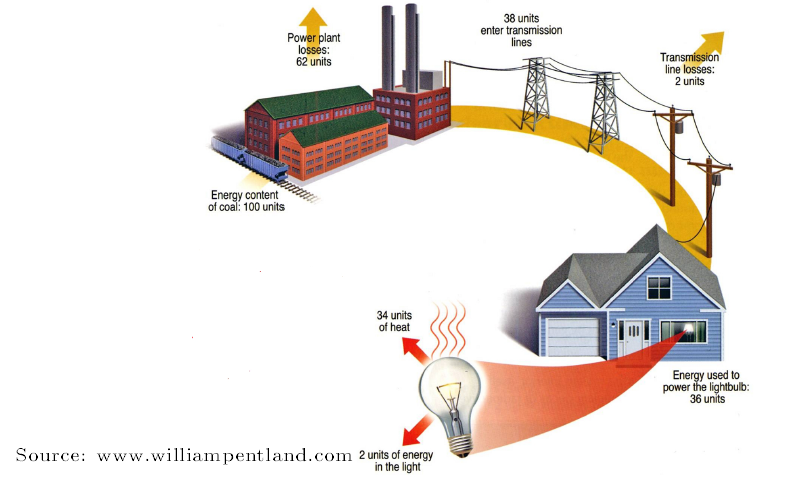 38 units
enter transmission
lines
Power plant
losses:
62 units
Transmission
line losses:
2 units
Energy content
of coal: 100 units
34 units
of heat
Energy used to
power the lightbulb:
36 units
2 units of energy
in the light
Source: www.williampentland.com